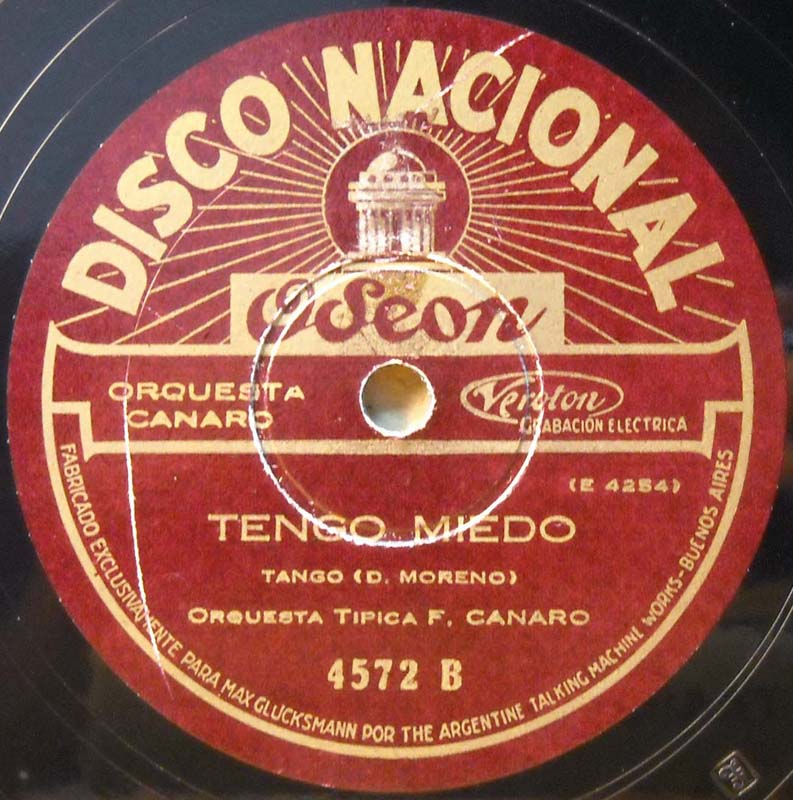 DISCO NACIONAL
Odeon
ORQUESTA
CANARO
Veroton
GRABACIÓN ELECTRICA
(E 4254)
TENGO MIEDO
TANGO (D. MORENO)
ORQUESTA TIPICA F. CANARO
4572 B
FABRICADO EXCLUSIVAMENTE PARA MAX GLUCKSMANN POR THE ARGENTINE TALKING MACHINE WORKS-BUENOS AIRES